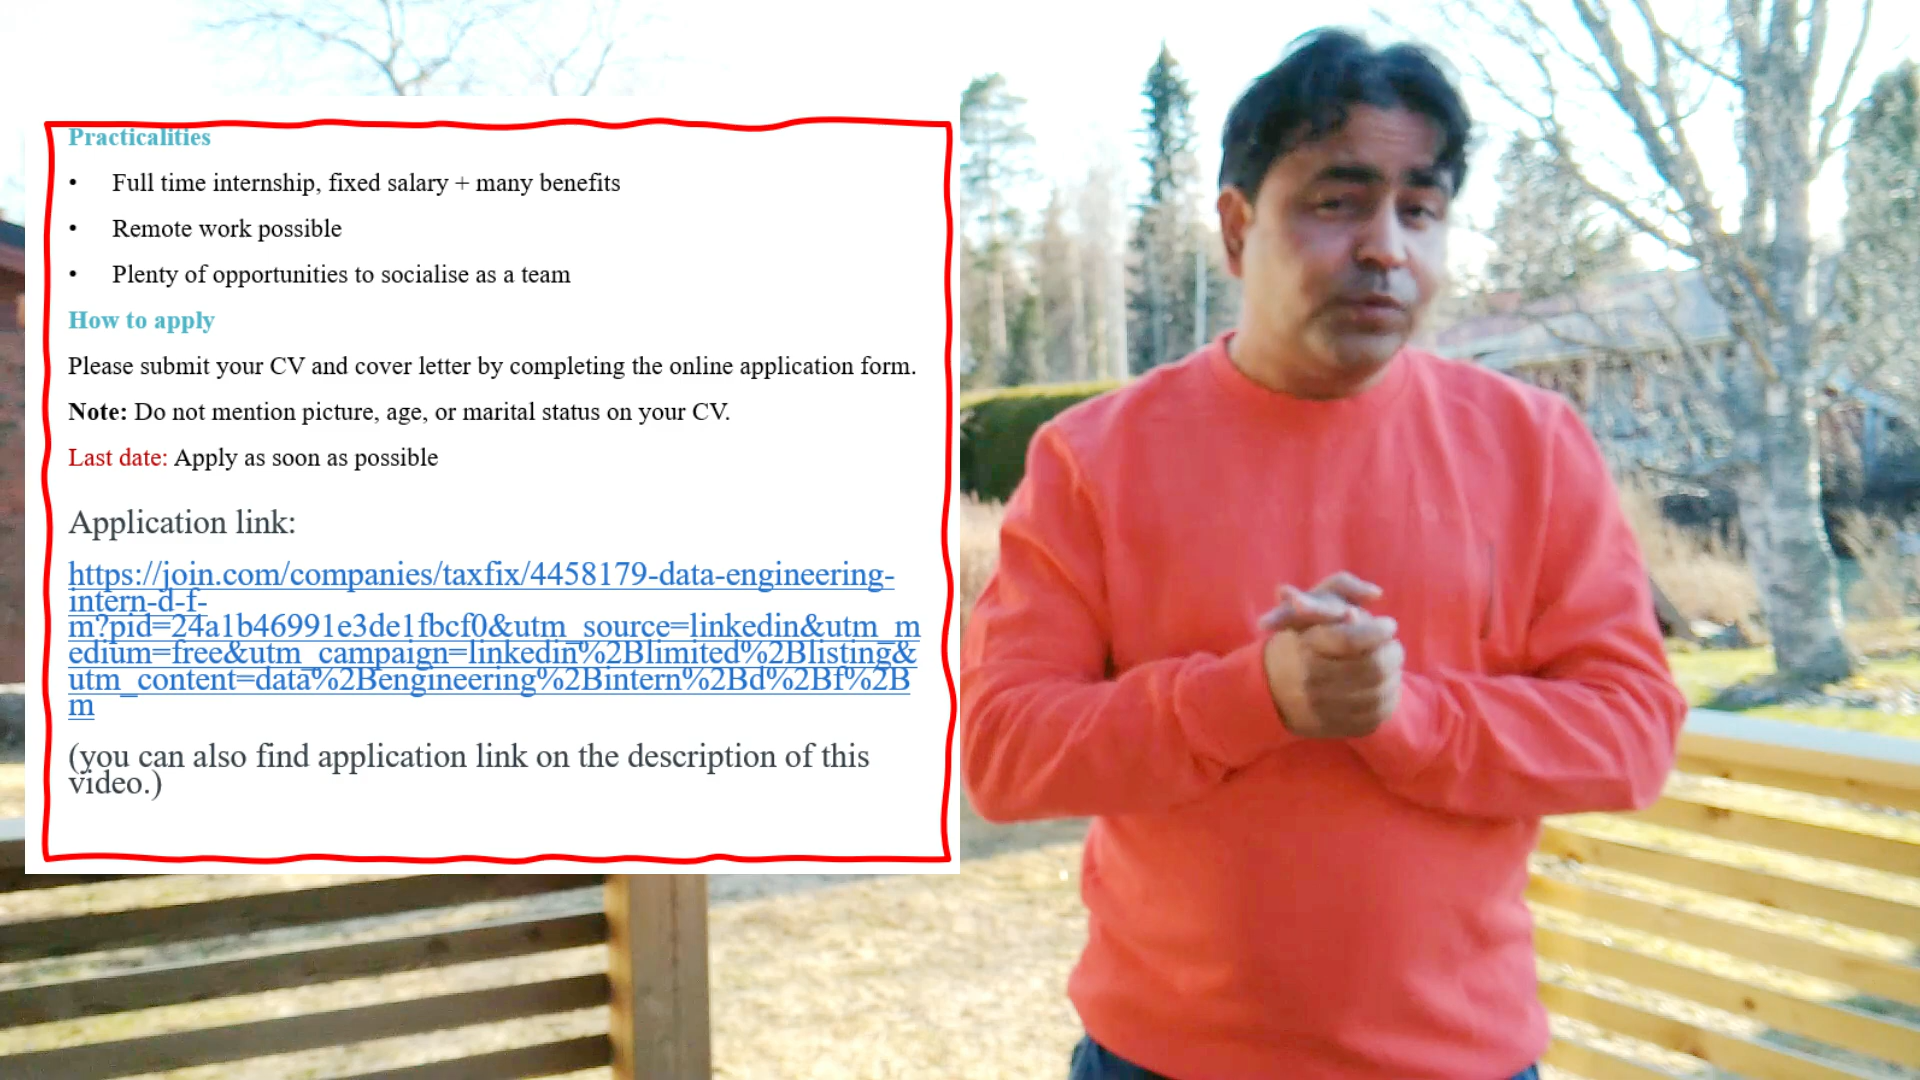 Practicalities
• Full time internship, fixed salary + many benefits
• Remote work possible
• Plenty of opportunities to socialise as a team
How to apply
Please submit your CV and cover letter by completing the online application form.
Note: Do not mention picture, age, or marital status on your CV.
Last date: Apply as soon as possible
Application link:
https://join.com/companies/taxfix/4458179-data-engineering-
intern-d-f-
m?pid=24a1b46991e3de1fbcf0&utm_source=linkedin&utm_m
edium=free&utm_campaign=linkedin%2Blimited%2Blisting&
utm_content=data%2Bengineering%2Bintern%2Bd%2Bf%2B
m
(you can also find application link on the description of this
video.)